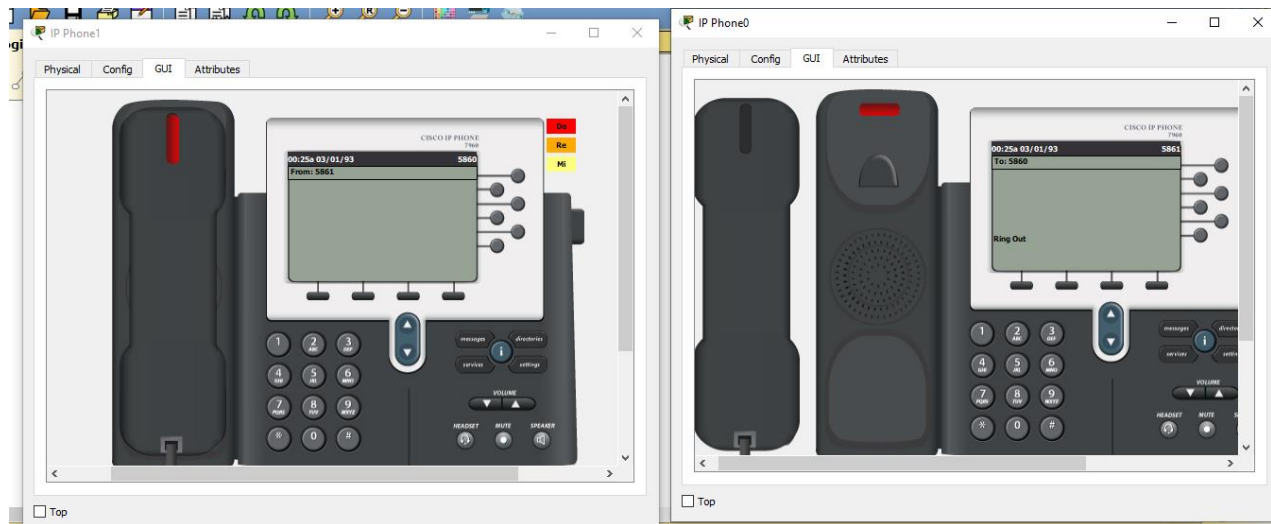 gi
IP Phone1
Physical Config GUI Attributes
CISCO IP PHONE
7960
Do
Re
Mi
00:25a 03/01/93 5860
From: 5861
1 2 ABC 3 DEF
4 GHI 5 JKL 6 MNO
7 PQRS 8 TUV 9 WXYZ
* 0 #
messages directories
i
services settings
VOLUME
HEADSET MUTE SPEAKER
Top
IP Phone0
Physical Config GUI Attributes
CISCO IP PHONE
7960
00:25a 03/01/93 5861
To: 5860
Ring Out
1 2 ABC 3 DEF
4 GHI 5 JKL 6 MNO
7 PQRS 8 TUV 9 WXYZ
* 0 #
messages directo
i
services settin
VOLUME
HEADSET MUTE S
Top